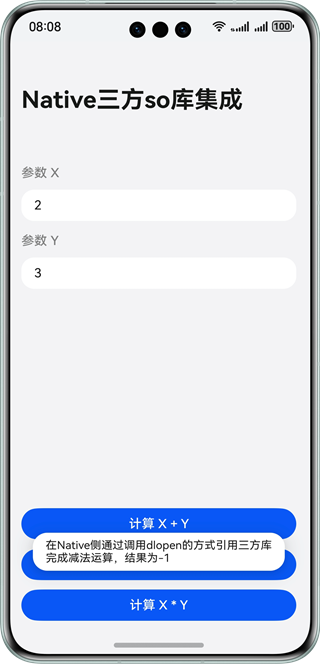 08:08
100
Native三方so库集成
参数 X
2
参数 Y
3
计算 X + Y
在Native侧通过调用dlopen的方式引用三方库
完成减法运算，结果为-1
计算 X * Y